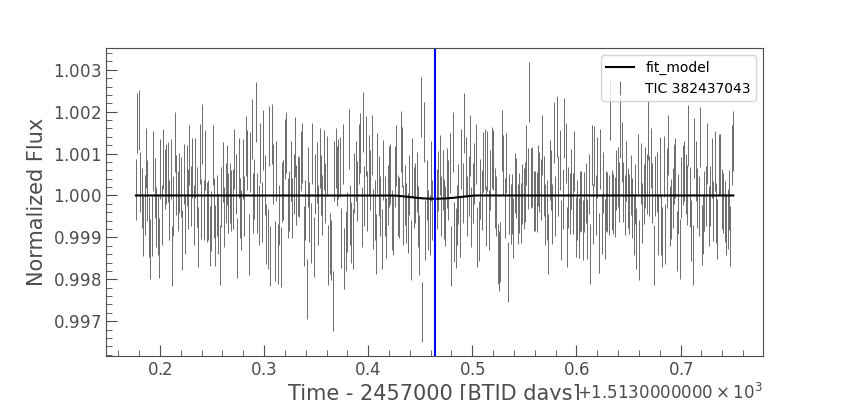 fit_model
TIC 382437043
Normalized Flux
1.003
1.002
1.001
1.000
0.999
0.998
0.997
0.2 0.3 0.4 0.5 0.6 0.7
Time - 2457000 [BTJD days]
+1.5130000000 × 10³